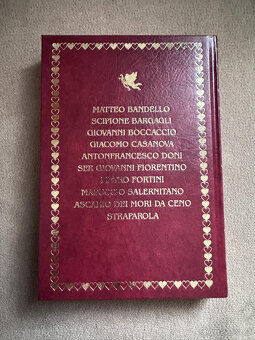 MATTEO BANDELLO
SCIPIONE BARGAGLI
GIOVANNI BOCCACCIO
GIACOMO CASANOVA
ANTONFRANCESCO DONI
SER GIOVANNI FIORENTINO
FORTINI
MASUCCIO SALERNITANO
ASCANIO DEI MORI DA CENO
STRAPAROLA